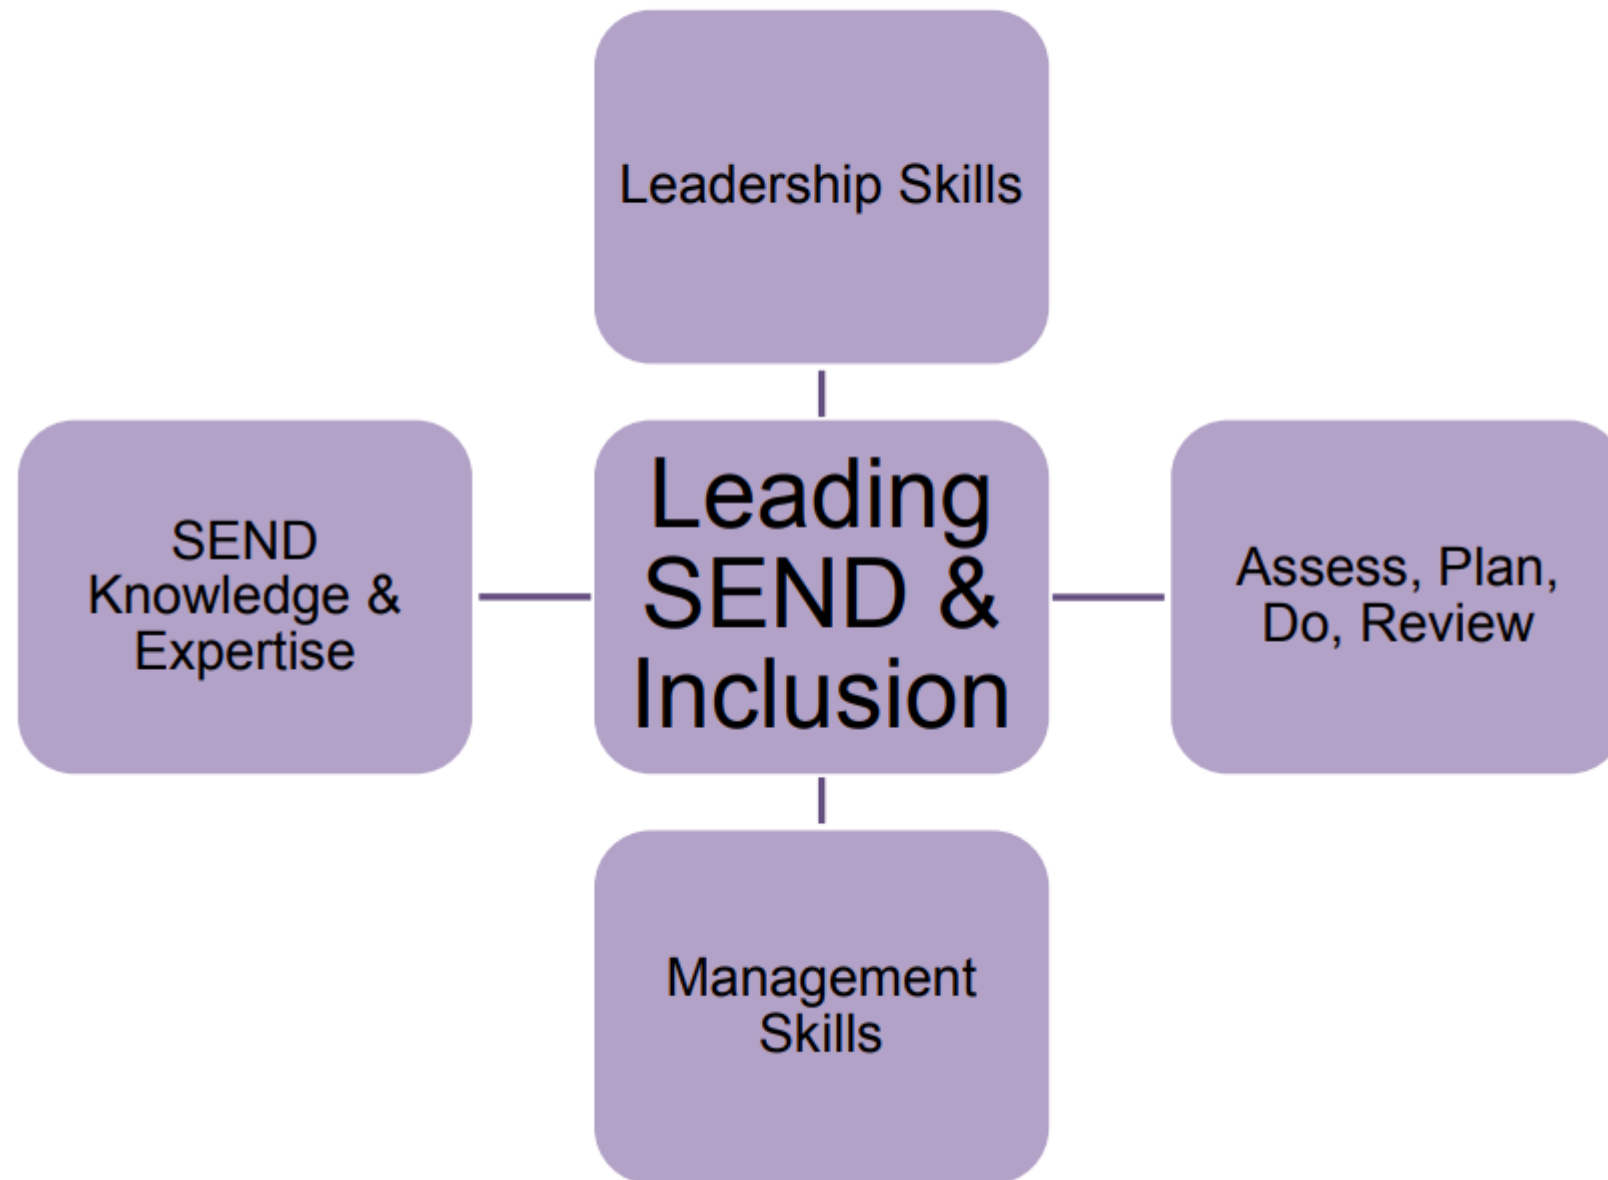 Leadership Skills
SEND
Knowledge &
Expertise
Leading
SEND &
Inclusion
Assess, Plan,
Do, Review
Management
Skills